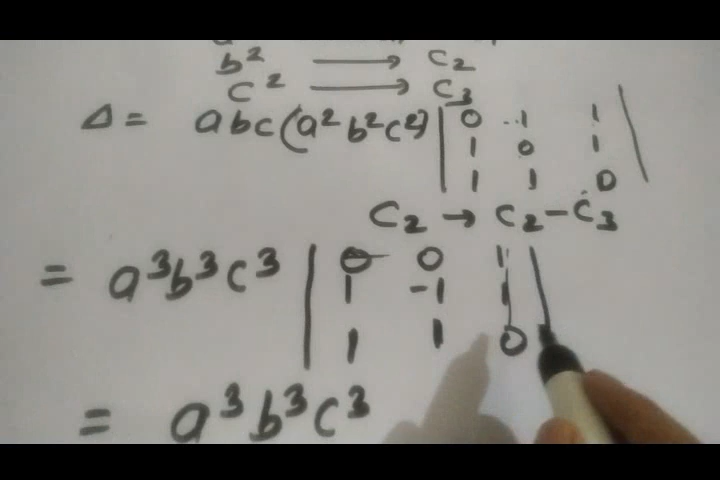 b² ⟶ C₂
C² ⟶ C₃
Δ = abc(a²b²c²) | 0 1 1 |
1 0 1
1 1 0
C₂ → C₂ - C₃
= a³b³c³ | 0 0 1 |
1 -1 1
1 1 0
= a³b³c³